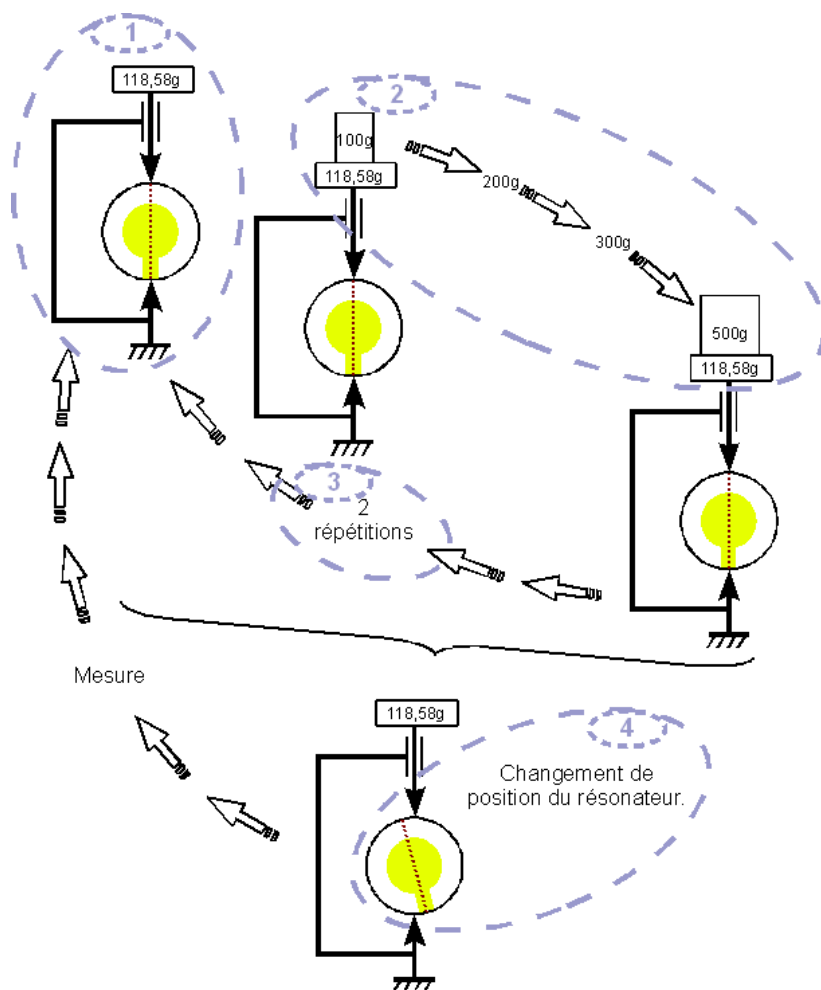 1
118,58g
2
100g
118,58g
200g
300g
500g
118,58g
3
2
répétitions
Mesure
118,58g
4
Changement de
position du résonateur.